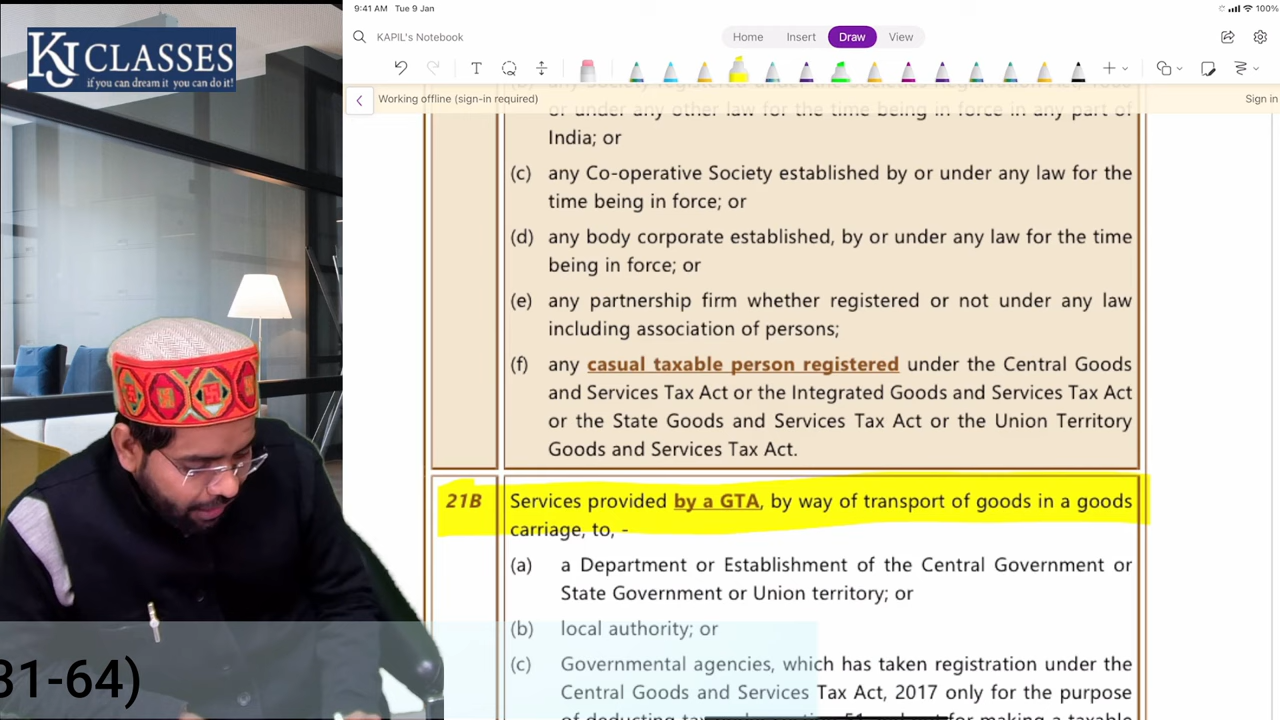 KJ CLASSES
if you can dream it you can do it!
9:41 AM Tue 9 Jan
100%
KAPIL's Notebook
Home Insert Draw View
Working offline (sign-in required)
Sign in
or under any other law for the time being in force in any part of
India; or
(c) any Co-operative Society established by or under any law for the
time being in force; or
(d) any body corporate established, by or under any law for the time
being in force; or
(e) any partnership firm whether registered or not under any law
including association of persons;
(f) any casual taxable person registered under the Central Goods
and Services Tax Act or the Integrated Goods and Services Tax Act
or the State Goods and Services Tax Act or the Union Territory
Goods and Services Tax Act.
21B Services provided by a GTA, by way of transport of goods in a goods
carriage, to, -
(a) a Department or Establishment of the Central Government or
State Government or Union territory; or
(b) local authority; or
(c) Governmental agencies, which has taken registration under the
Central Goods and Services Tax Act, 2017 only for the purpose
31-64)